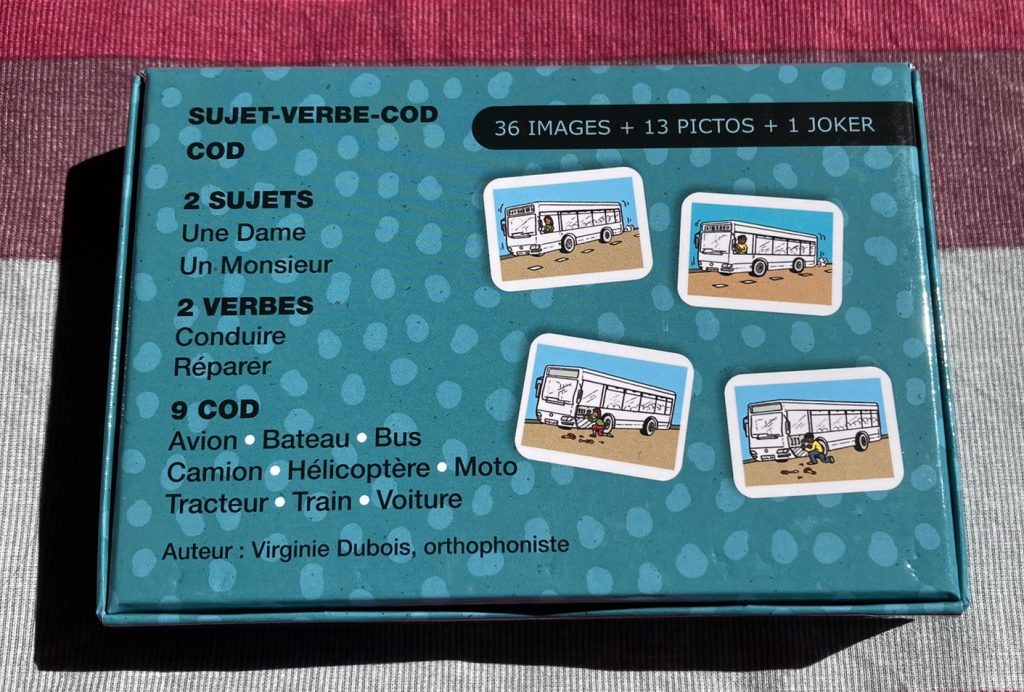 SUJET-VERBE-COD
COD
36 IMAGES + 13 PICTOS + 1 JOKER
2 SUJETS
Une Dame
Un Monsieur
2 VERBES
Conduire
Réparer
9 COD
Avion • Bateau • Bus
Camion • Hélicoptère • Moto
Tracteur • Train • Voiture
Auteur : Virginie Dubois, orthophoniste